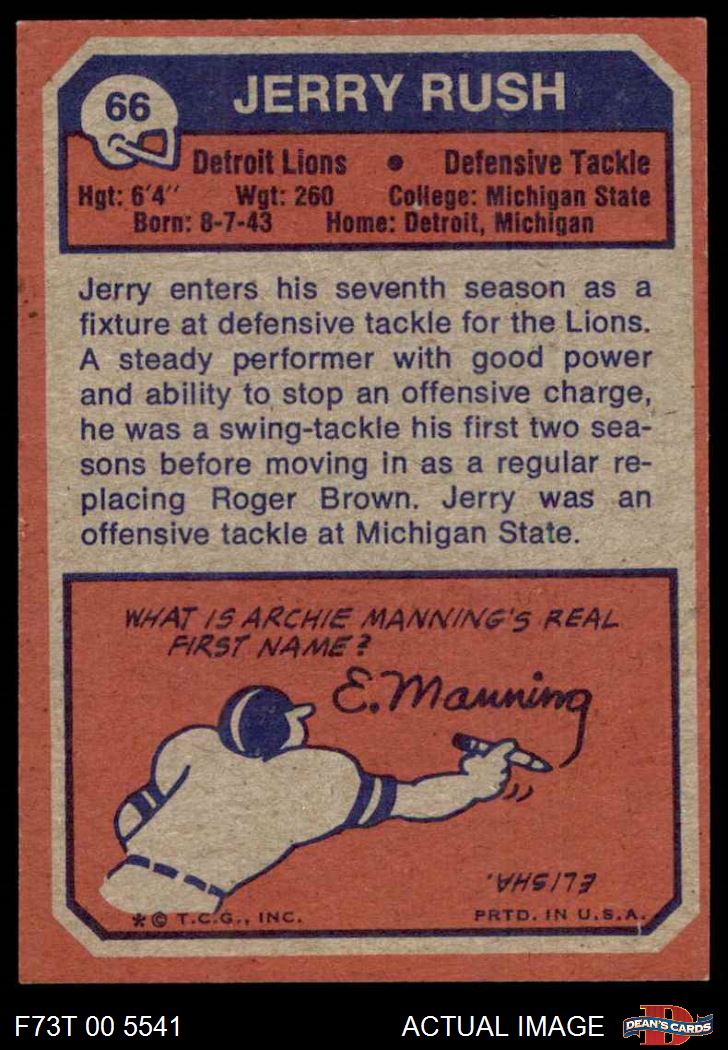 66
JERRY RUSH
Detroit Lions • Defensive Tackle
Hgt: 6'4" Wgt: 260 College: Michigan State
Born: 8-7-43 Home: Detroit, Michigan
Jerry enters his seventh season as a
fixture at defensive tackle for the Lions.
A steady performer with good power
and ability to stop an offensive charge,
he was a swing-tackle his first two sea-
sons before moving in as a regular re-
placing Roger Brown. Jerry was an
offensive tackle at Michigan State.
WHAT IS ARCHIE MANNING'S REAL
FIRST NAME?
E. Manning
ELISHA.
* © T.C.G., INC. PRTD. IN U.S.A.
F73T 00 5541 ACTUAL IMAGE D DEAN'S CARDS